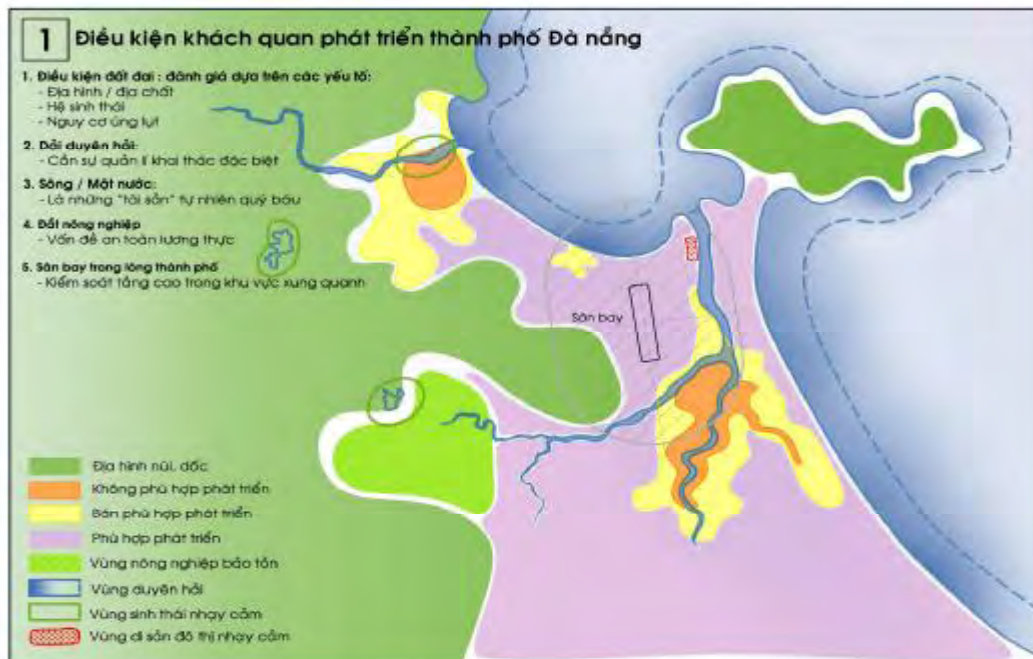 1 Điều kiện khách quan phát triển thành phố Đà nẵng
1. Điều kiện đất đai : đánh giá dựa trên các yếu tố:
- Địa hình / địa chất
- Hệ sinh thái
- Nguy cơ úng lụt
2. Dải duyên hải:
- Cần sự quản lí khai thác đặc biệt
3. Sông / Mặt nước:
- Là những "tài sản" tự nhiên quý báu
4. Đất nông nghiệp
- Vấn đề an toàn lương thực
5. Sân bay trong lòng thành phố
- Kiểm soát tầng cao trong khu vực xung quanh
Sân bay
Địa hình núi, dốc
Không phù hợp phát triển
Bán phù hợp phát triển
Phù hợp phát triển
Vùng nông nghiệp bảo tồn
Vùng duyên hải
Vùng sinh thái nhạy cảm
Vùng di sản đô thị nhạy cảm